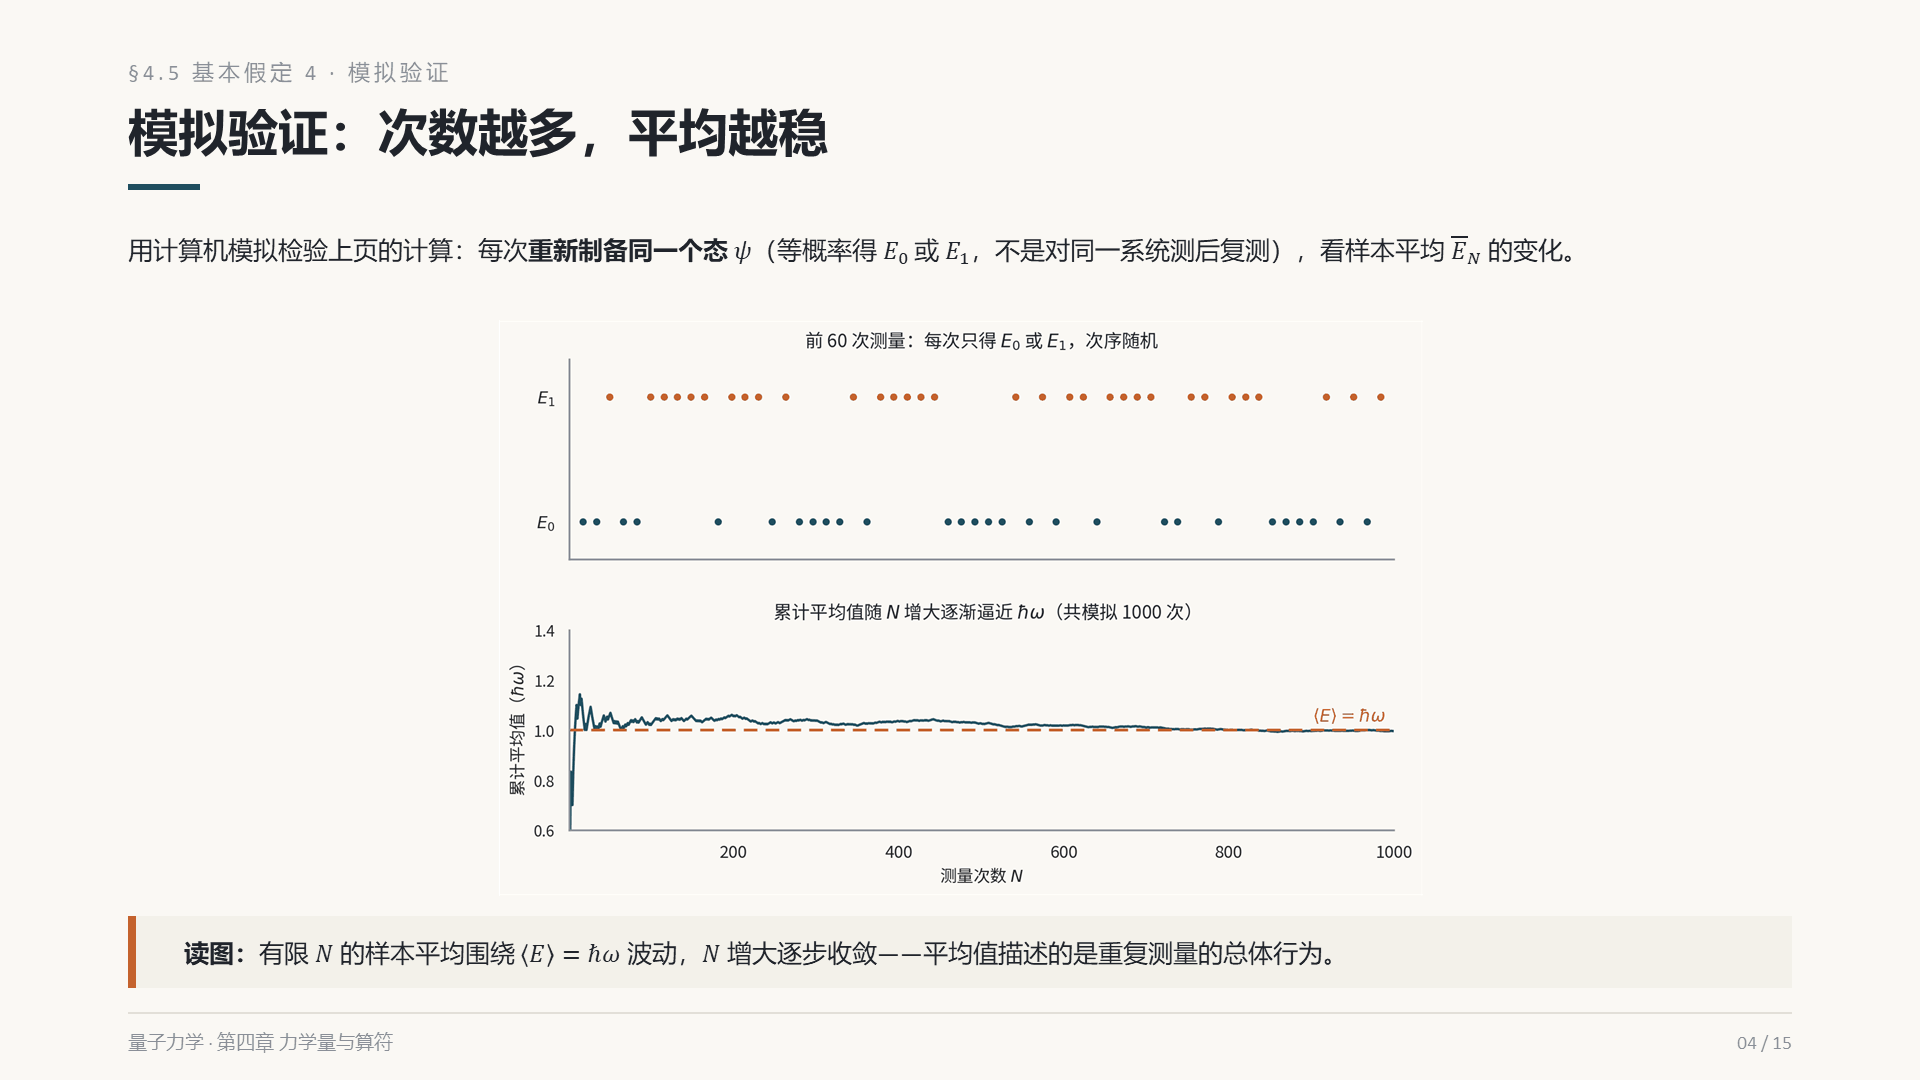 §4.5 基本假定 4 · 模拟验证
模拟验证：次数越多，平均越稳
用计算机模拟检验上页的计算：每次重新制备同一个态 ψ（等概率得 E₀ 或 E₁，不是对同一系统测后复测），看样本平均 E̅_N 的变化。
前 60 次测量：每次只得 E₀ 或 E₁，次序随机
E₁
E₀
累计平均值随 N 增大逐渐逼近 ħω（共模拟 1000 次）
累计平均值（ħω）
1.4
1.2
1.0
0.8
0.6
⟨E⟩ = ħω
200 400 600 800 1000
测量次数 N
读图：有限 N 的样本平均围绕 ⟨E⟩ = ħω 波动，N 增大逐步收敛——平均值描述的是重复测量的总体行为。
量子力学 · 第四章 力学量与算符
04 / 15